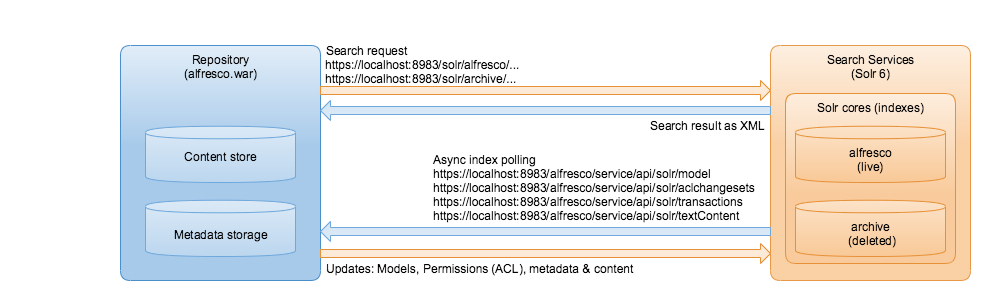 Repository
(alfresco.war)
Content store
Metadata storage
Search request
https://localhost:8983/solr/alfresco/...
https://localhost:8983/solr/archive/...
Search result as XML
Async index polling
https://localhost:8983/alfresco/service/api/solr/model
https://localhost:8983/alfresco/service/api/solr/aclchangesets
https://localhost:8983/alfresco/service/api/solr/transactions
https://localhost:8983/alfresco/service/api/solr/textContent
Updates: Models, Permissions (ACL), metadata & content
Search Services
(Solr 6)
Solr cores (indexes)
alfresco
(live)
archive
(deleted)